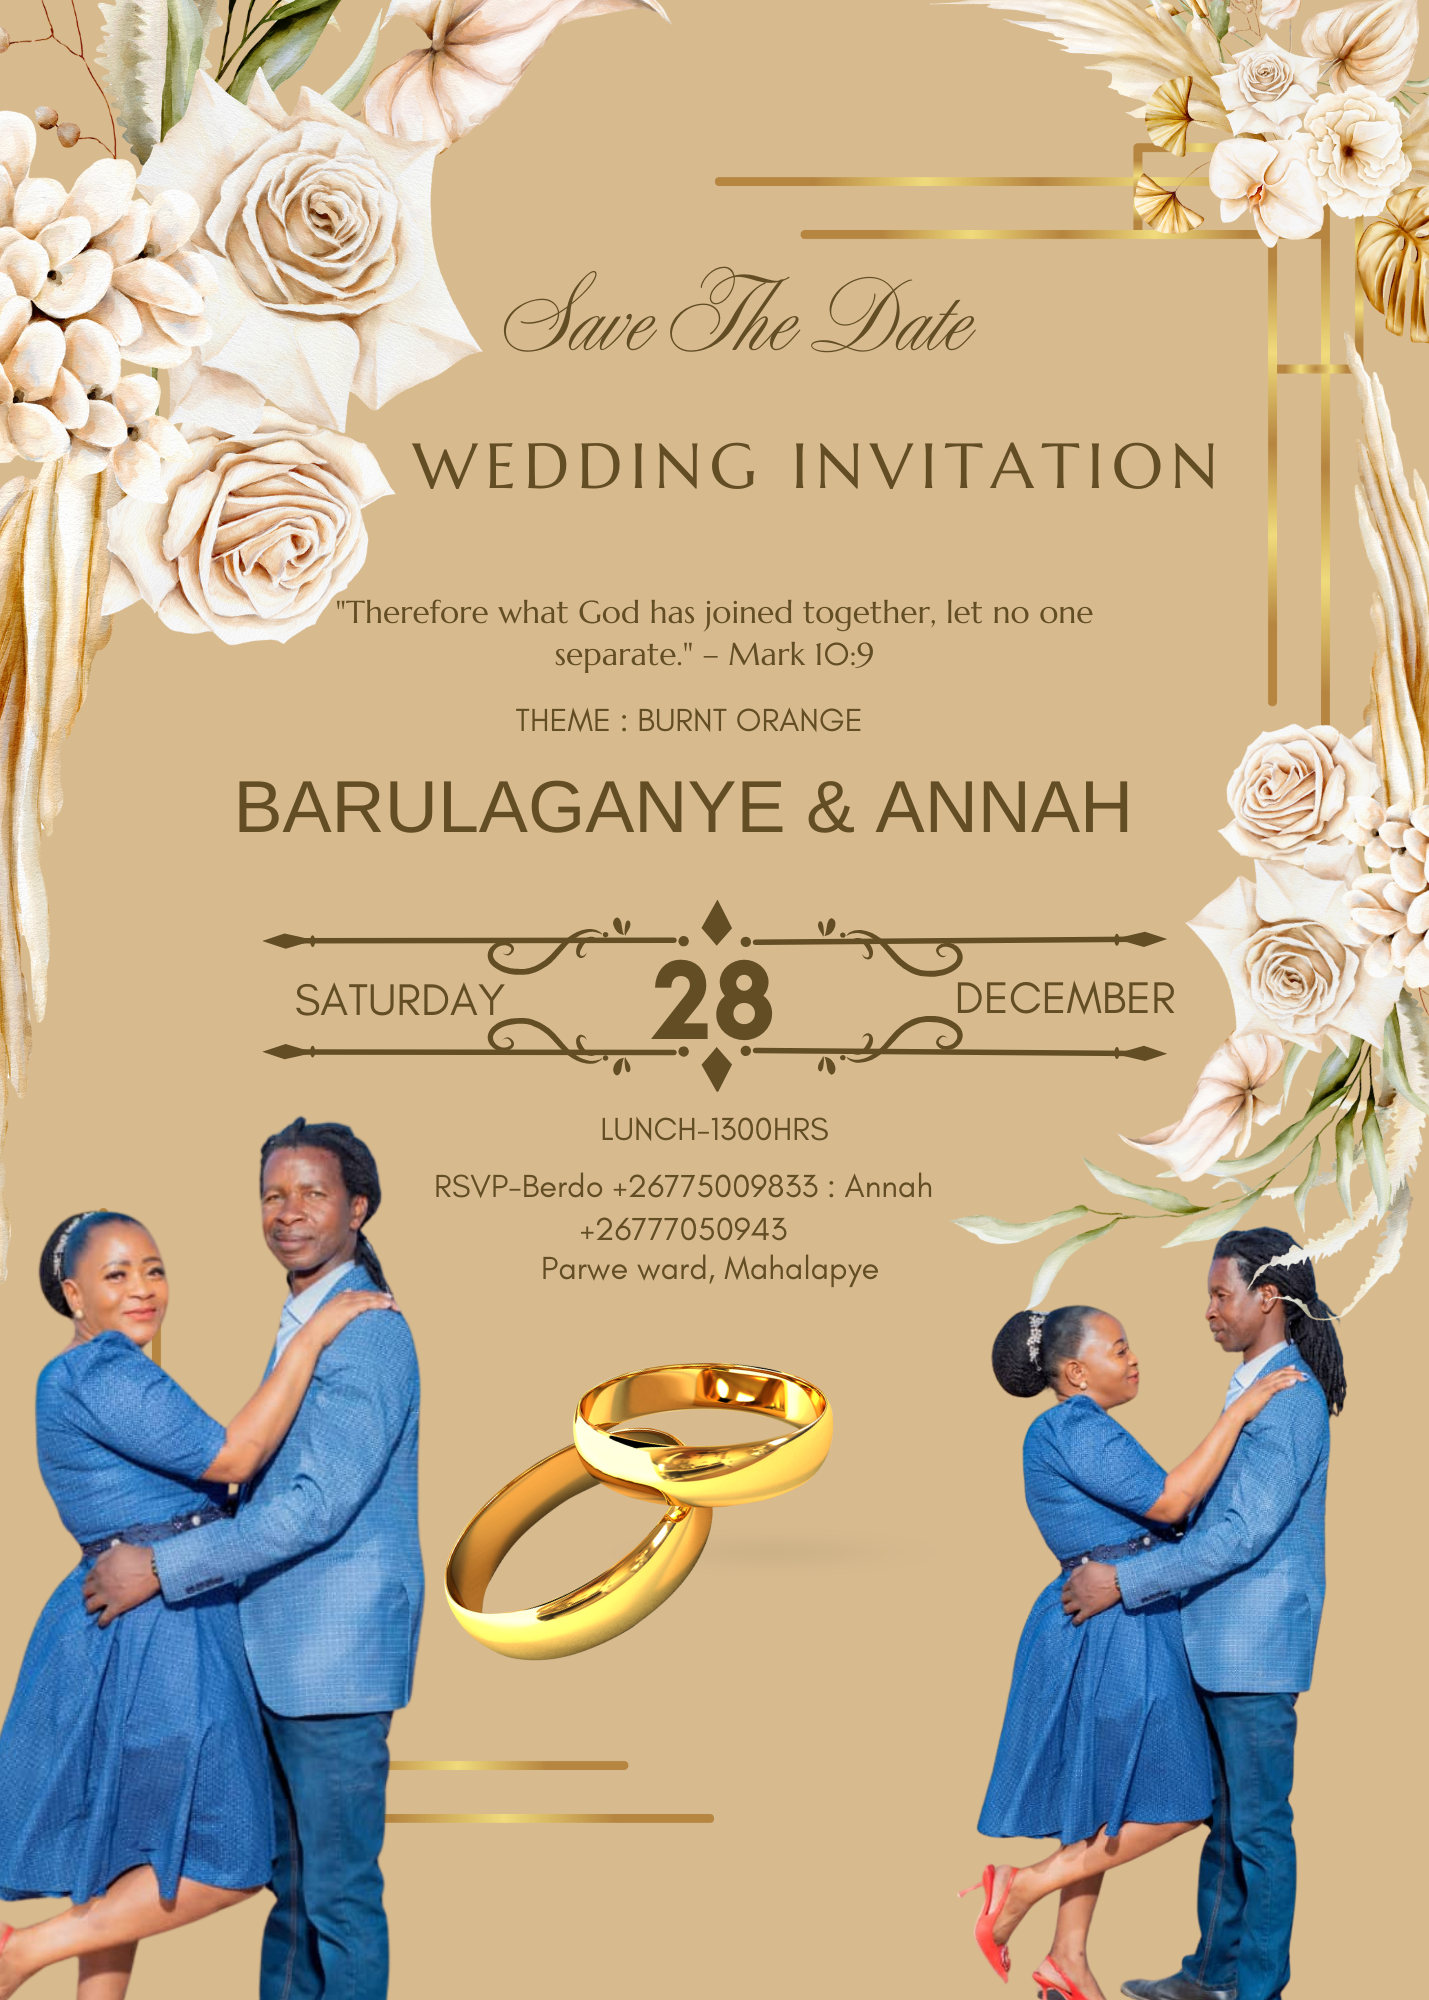 Save The Date
WEDDING INVITATION
"Therefore what God has joined together, let no one
separate." – Mark 10:9
THEME : BURNT ORANGE
BARULAGANYE & ANNAH
SATURDAY 28 DECEMBER
LUNCH-1300HRS
RSVP-Berdo +26775009833 : Annah
+26777050943
Parwe ward, Mahalapye